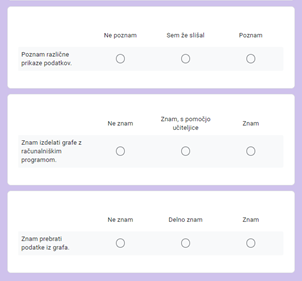 Ne poznam Sem že slišal Poznam
Poznam različne
prikaze podatkov.
Ne znam Znam, s pomočjo učiteljice Znam
Znam izdelati grafe z
računalniškim
programom.
Ne znam Delno znam Znam
Znam prebrati
podatke iz grafa.